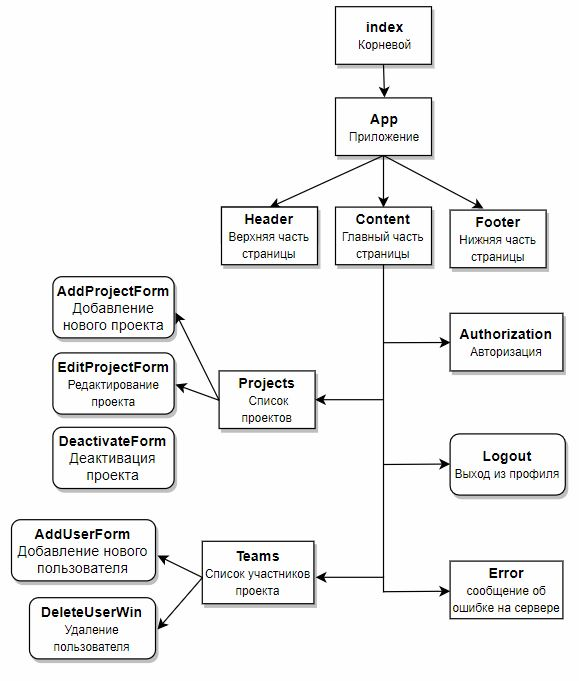 index
Корневой
App
Приложение
Header
Верхняя часть
страницы
Content
Главный часть
страницы
Footer
Нижняя часть
страницы
AddProjectForm
Добавление
нового проекта
EditProjectForm
Редактирование
проекта
DeactivateForm
Деактивация
проекта
Projects
Список
проектов
Authorization
Авторизация
Logout
Выход из профиля
AddUserForm
Добавление нового
пользователя
DeleteUserWin
Удаление
пользователя
Teams
Список участников
проекта
Error
сообщение об
ошибке на сервере